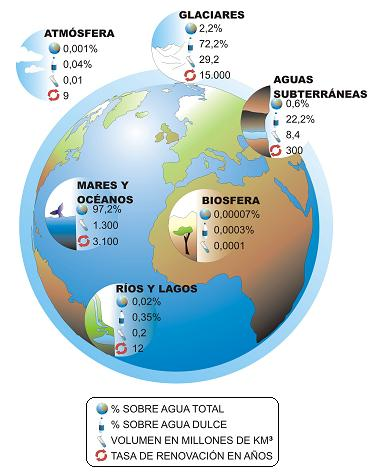 GLACIARES
2,2%
72,2%
29,2
15.000
ATMÓSFERA
0,001%
0,04%
0,01
9
AGUAS
SUBTERRÁNEAS
0,6%
22,2%
8,4
300
MARES Y
OCÉANOS
97,2%
1.300
3.100
BIOSFERA
0,00007%
0,0003%
0,0001
RÍOS Y LAGOS
0,02%
0,35%
0,2
12
% SOBRE AGUA TOTAL
% SOBRE AGUA DULCE
VOLUMEN EN MILLONES DE KM³
TASA DE RENOVACIÓN EN AÑOS